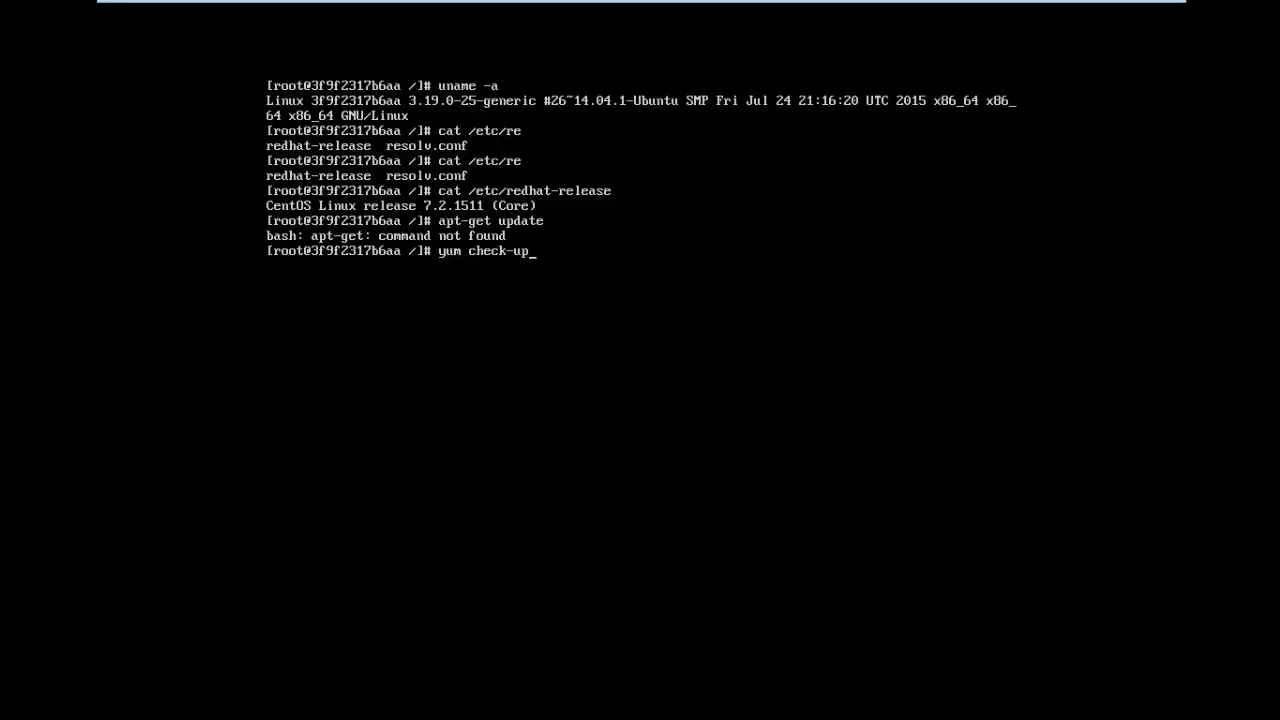 [root@3f9f2317b6aa /]# uname -a
Linux 3f9f2317b6aa 3.19.0-25-generic #26~14.04.1-Ubuntu SMP Fri Jul 24 21:16:20 UTC 2015 x86_64 x86_
64 x86_64 GNU/Linux
[root@3f9f2317b6aa /]# cat /etc/re
redhat-release  resolv.conf
[root@3f9f2317b6aa /]# cat /etc/re
redhat-release  resolv.conf
[root@3f9f2317b6aa /]# cat /etc/redhat-release
CentOS Linux release 7.2.1511 (Core)
[root@3f9f2317b6aa /]# apt-get update
bash: apt-get: command not found
[root@3f9f2317b6aa /]# yum check-up_